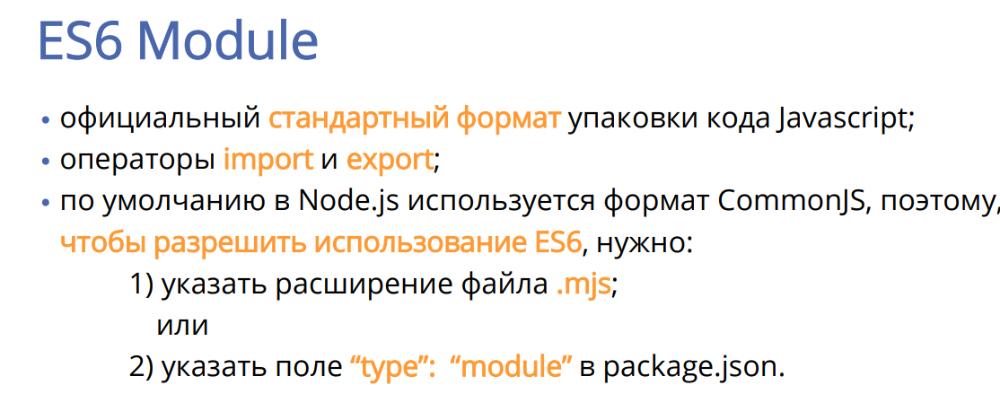 ES6 Module
• официальный стандартный формат упаковки кода Javascript;
• операторы import и export;
• по умолчанию в Node.js используется формат CommonJS, поэтому,
чтобы разрешить использование ES6, нужно:
1) указать расширение файла .mjs;
или
2) указать поле “type”: “module” в package.json.